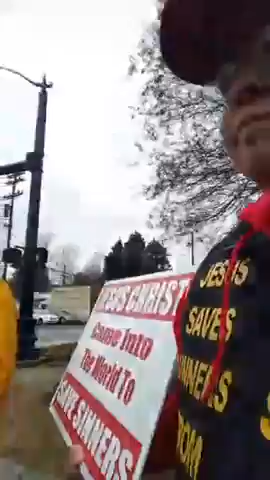 JESUS CHRIST
Came Into
The World To
SAVE SINNERS
JESUS
SAVES
SINNERS
FROM